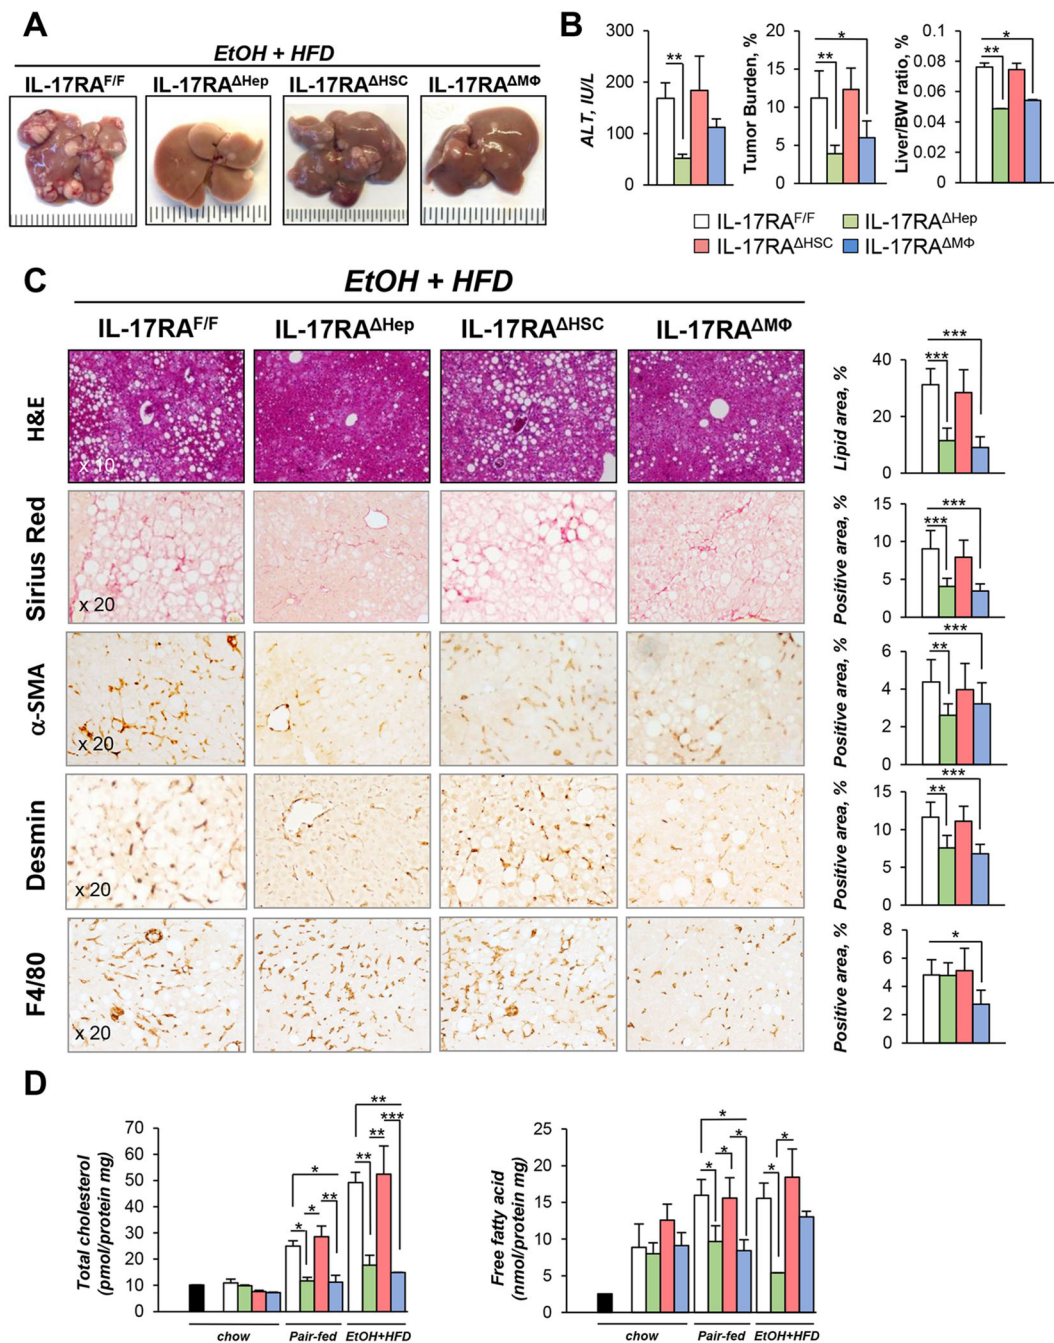 A
EtOH + HFD
IL-17RA^F/F IL-17RA^ΔHep IL-17RA^ΔHSC IL-17RA^ΔMΦ
B
ALT, IU/L
300
200
100
0
**
Tumor Burden, %
20
15
10
5
0
**
*
Liver/BW ratio, %
0.1
0.08
0.06
0.04
0.02
0
**
*
IL-17RA^F/F IL-17RA^ΔHep
IL-17RA^ΔHSC IL-17RA^ΔMΦ
C
EtOH + HFD
IL-17RA^F/F IL-17RA^ΔHep IL-17RA^ΔHSC IL-17RA^ΔMΦ
H&E
x 10
Lipid area, %
40
20
0
***
***
Sirius Red
x 20
Positive area, %
15
10
5
0
***
***
α-SMA
x 20
Positive area, %
6
4
2
0
***
**
Desmin
x 20
Positive area, %
15
10
5
0
***
**
F4/80
x 20
Positive area, %
8
6
4
2
0
*
D
Total cholesterol
(pmol/protein mg)
70
60
50
40
30
20
10
0
*
*
*
**
**
**
**
***
chow Pair-fed EtOH+HFD
Free fatty acid
(nmol/protein mg)
25
20
15
10
5
0
*
*
*
*
*
*
chow Pair-fed EtOH+HFD